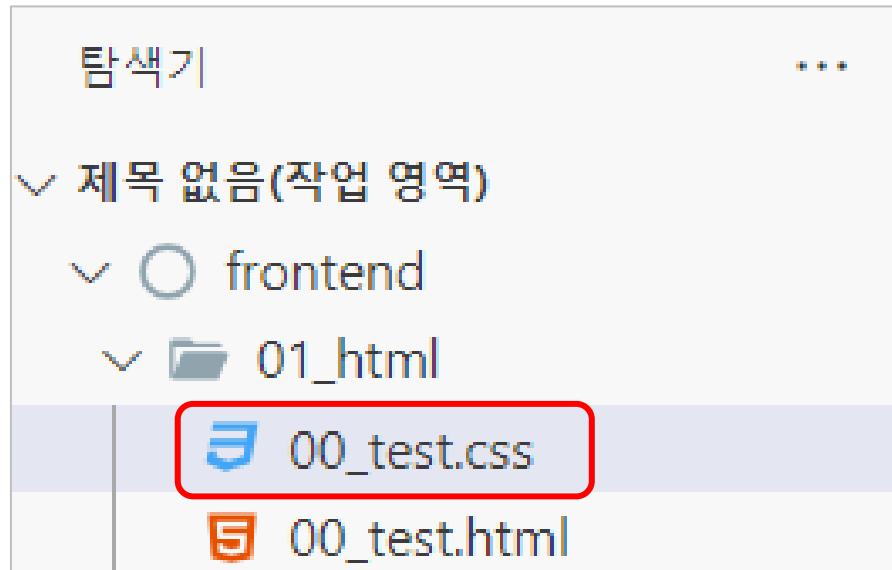 탐색기 ...
제목 없음(작업 영역)
frontend
01_html
00_test.css
00_test.html